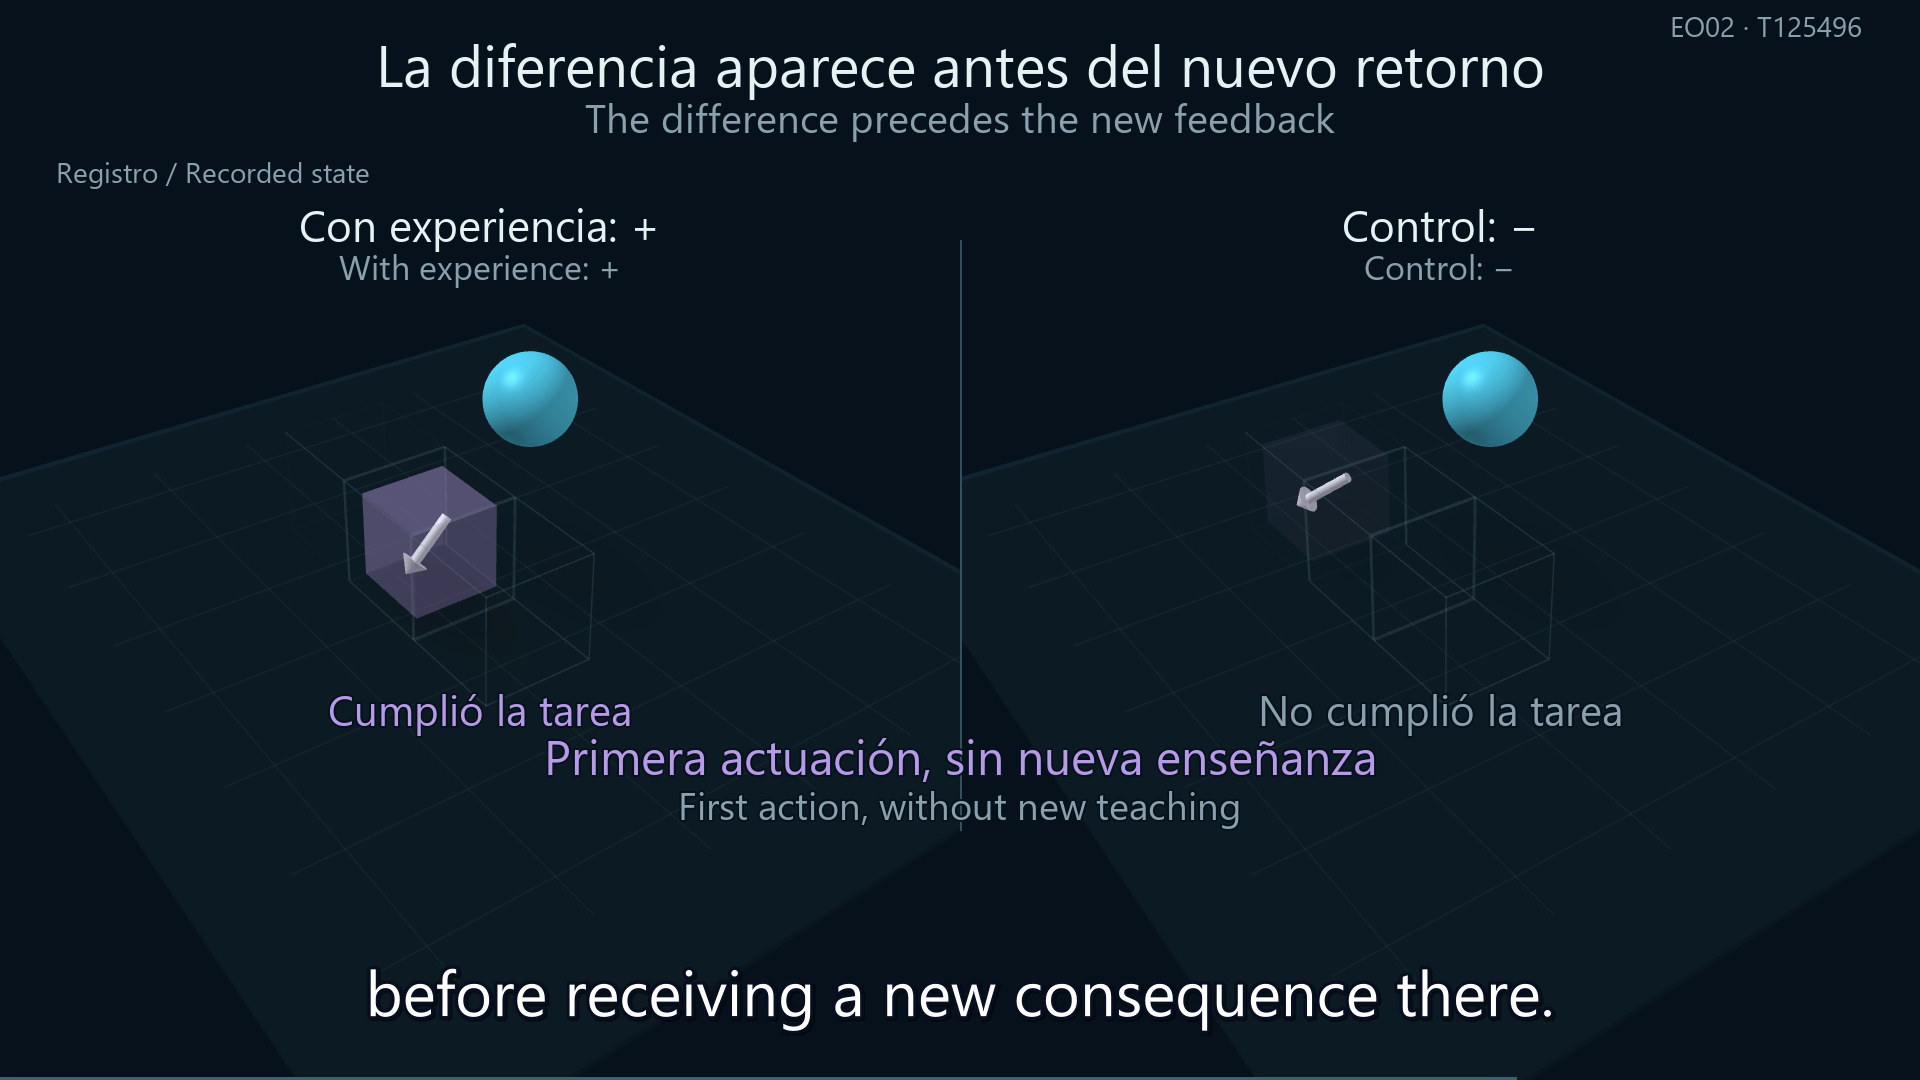 EO02 · T125496
La diferencia aparece antes del nuevo retorno
The difference precedes the new feedback
Registro / Recorded state
Con experiencia: +
With experience: +
Control: –
Control: –
Cumplió la tarea
No cumplió la tarea
Primera actuación, sin nueva enseñanza
First action, without new teaching
before receiving a new consequence there.